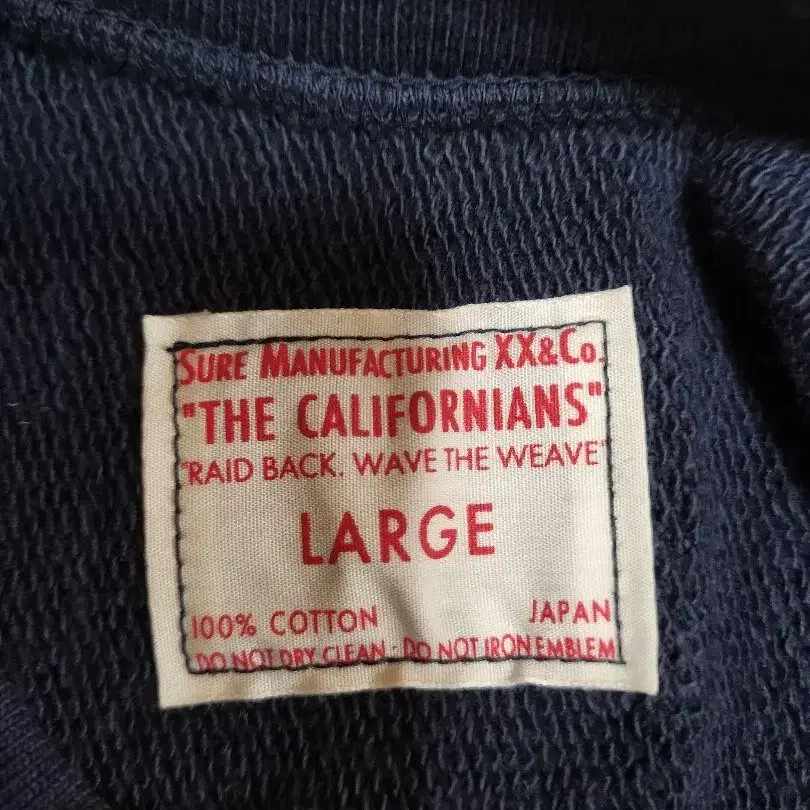 SURE MANUFACTURING XX&CO.
"THE CALIFORNIANS"
"RAID BACK. WAVE THE WEAVE"
LARGE
100% COTTON JAPAN
DO NOT DRY CLEAN · DO NOT IRON EMBLEM